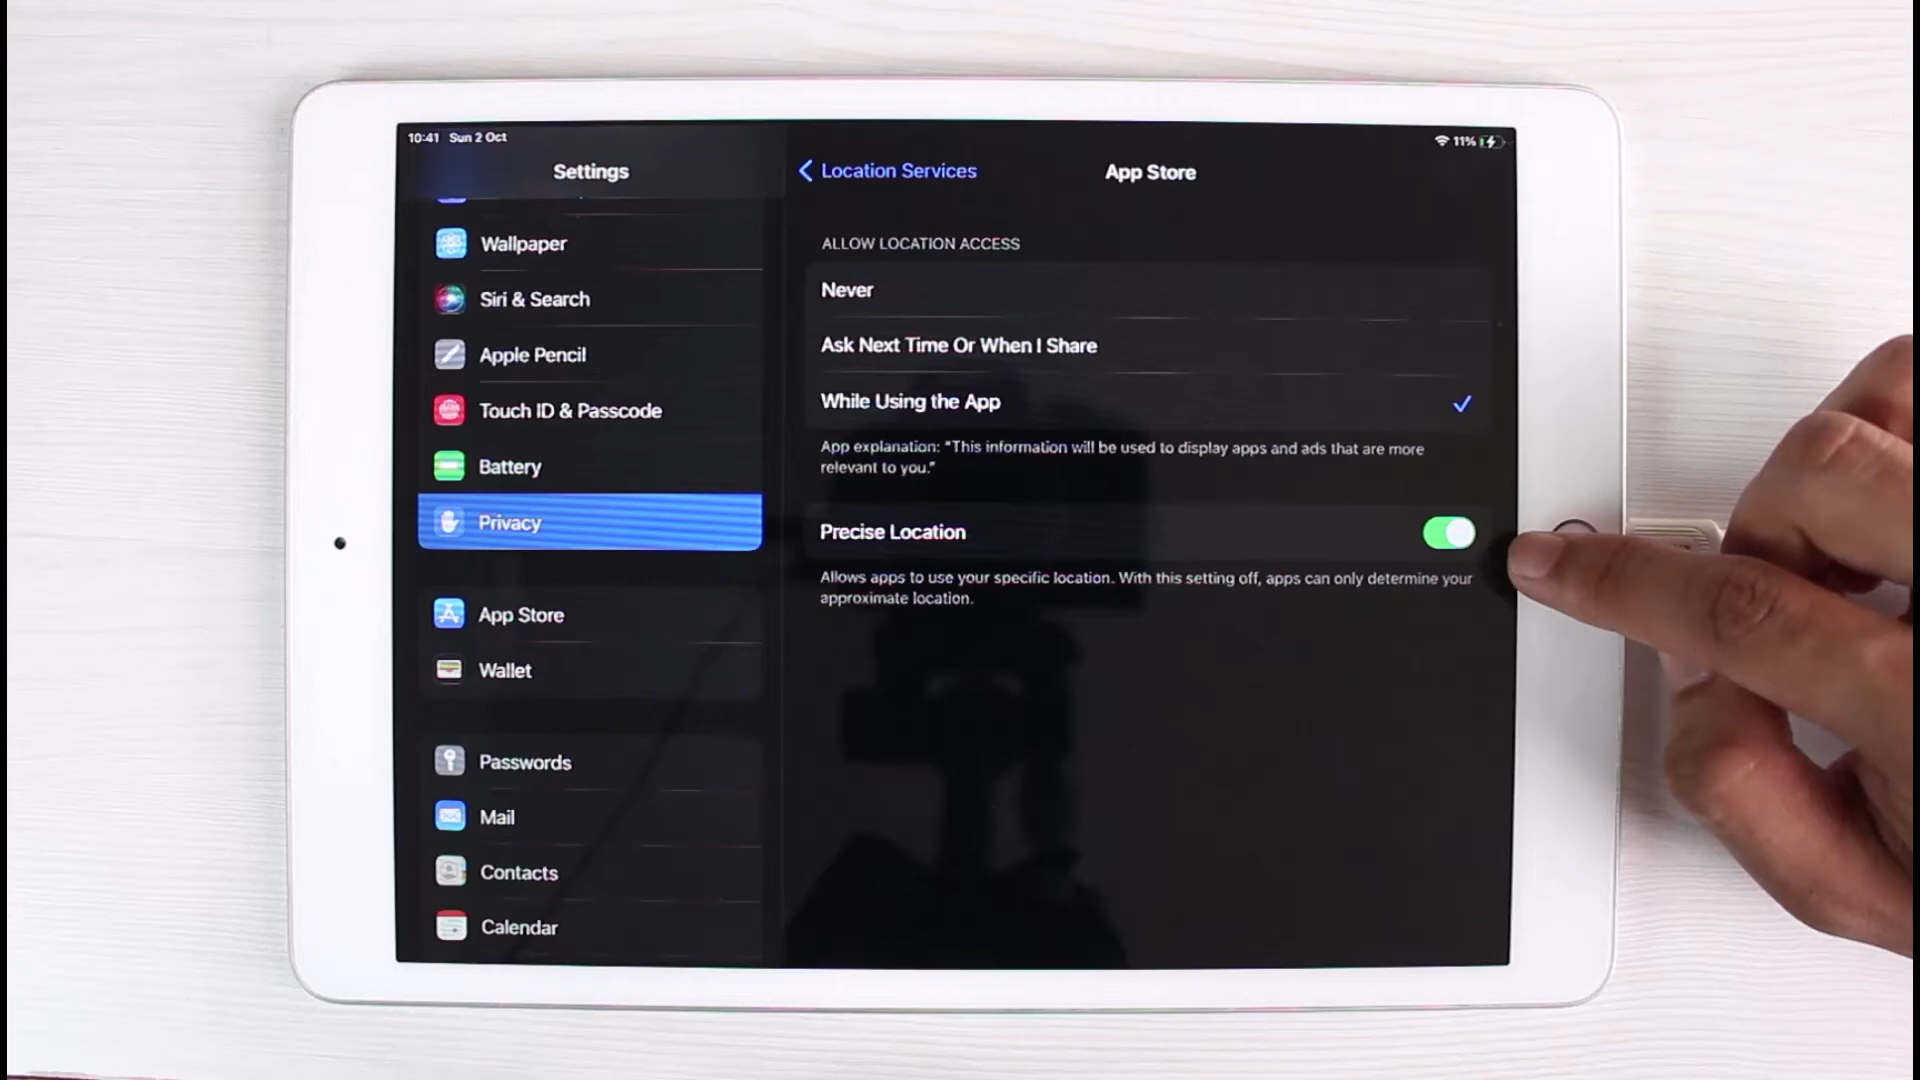 10:41 Sun 2 Oct
11%
Settings
Wallpaper
Siri & Search
Apple Pencil
Touch ID & Passcode
Battery
Privacy
App Store
Wallet
Passwords
Mail
Contacts
Calendar
Location Services
App Store
ALLOW LOCATION ACCESS
Never
Ask Next Time Or When I Share
While Using the App
App explanation: “This information will be used to display apps and ads that are more
relevant to you.”
Precise Location
Allows apps to use your specific location. With this setting off, apps can only determine your
approximate location.